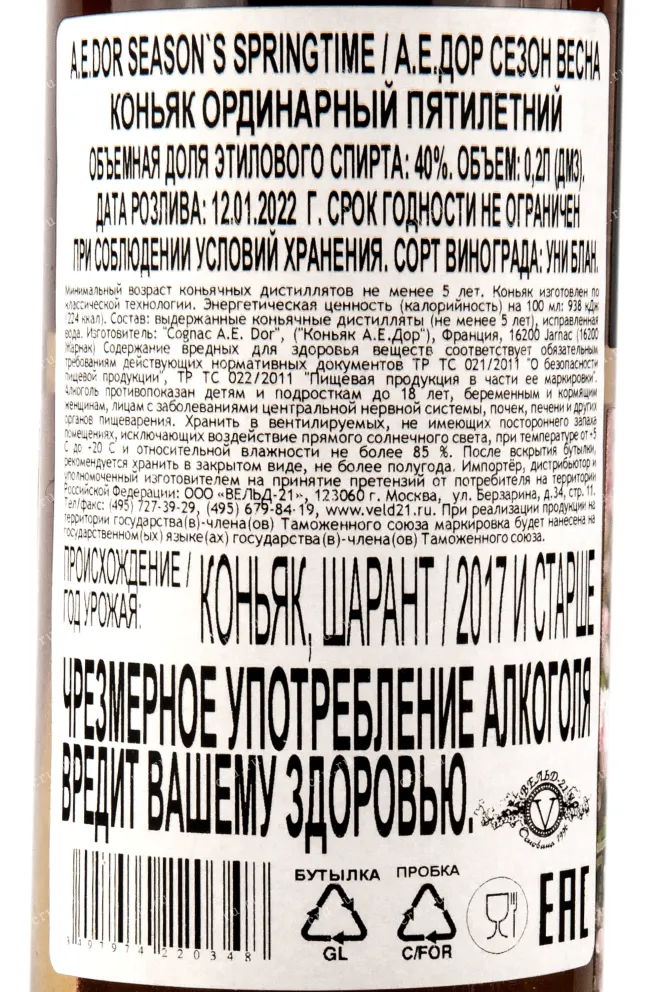 A.E.DOR SEASON`S SPRINGTIME / А.Е.ДОР СЕЗОН ВЕСНА
КОНЬЯК ОРДИНАРНЫЙ ПЯТИЛЕТНИЙ
ОБЪЕМНАЯ ДОЛЯ ЭТИЛОВОГО СПИРТА: 40%. ОБЪЕМ: 0,2Л (ДМ3).
ДАТА РОЗЛИВА: 12.01.2022 Г. СРОК ГОДНОСТИ НЕ ОГРАНИЧЕН
ПРИ СОБЛЮДЕНИИ УСЛОВИЙ ХРАНЕНИЯ. СОРТ ВИНОГРАДА: УНИ БЛАН.
Минимальный возраст коньячных дистиллятов не менее 5 лет. Коньяк изготовлен по
классической технологии. Энергетическая ценность (калорийность) на 100 мл: 938 кДж
(224 ккал). Состав: выдержанные коньячные дистилляты (не менее 5 лет), исправленная
вода. Изготовитель: "Cognac A.E. Dor", ("Коньяк А.Е.Дор"), Франция, 16200 Jarnac (16200
Жарнак) Содержание вредных для здоровья веществ соответствует обязательным
требованиям действующих нормативных документов ТР ТС 021/2011 "О безопасности
пищевой продукции", ТР ТС 022/2011 "Пищевая продукция в части ее маркировки".
Алкоголь противопоказан детям и подросткам до 18 лет, беременным и кормящим
женщинам, лицам с заболеваниями центральной нервной системы, почек, печени и других
органов пищеварения. Хранить в вентилируемых, не имеющих постороннего запаха
помещениях, исключающих воздействие прямого солнечного света, при температуре от +5
С до +20 С и относительной влажности не более 85 %. После вскрытия бутылки,
рекомендуется хранить в закрытом виде, не более полугода. Импортёр, дистрибьютор и
уполномоченный изготовителем на принятие претензий от потребителя на территории
Российской Федерации: ООО «ВЕЛЬД-21», 123060 г. Москва, ул. Берзарина, д.34, стр. 11.
Тел/факс: (495) 727-39-29, (495) 679-84-19, www.veld21.ru. При реализации продукции на
территории государства(в)-члена(ов) Таможенного союза маркировка будет нанесена на
государственном(ых) языке(ах) государства(в)-члена(ов) Таможенного союза.
ПРОИСХОЖДЕНИЕ /
ГОД УРОЖАЯ:
КОНЬЯК, ШАРАНТ / 2017 И СТАРШЕ
ЧРЕЗМЕРНОЕ УПОТРЕБЛЕНИЕ АЛКОГОЛЯ
ВРЕДИТ ВАШЕМУ ЗДОРОВЬЮ.
ВЕЛЬД-21
V
Основана 1996
БУТЫЛКА ПРОБКА
GL C/FOR
EAC
3 497974 220348